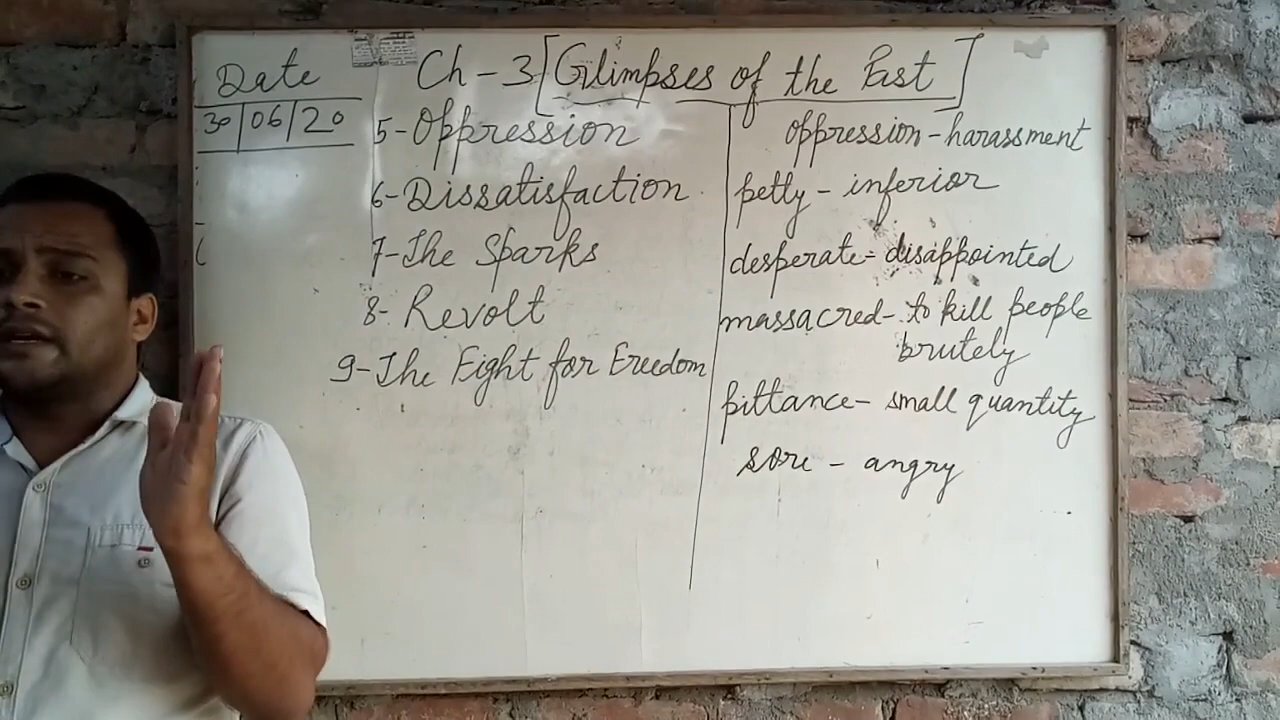 Date
30/06/20
Ch-3 [Glimpses of the Past]
5-Oppression
6-Dissatisfaction
7-The Sparks
8-Revolt
9-The Fight for Freedom
oppression-harassment
petty-inferior
desperate-disappointed
massacred-to kill people
brutely
pittance-small quantity
sore-angry